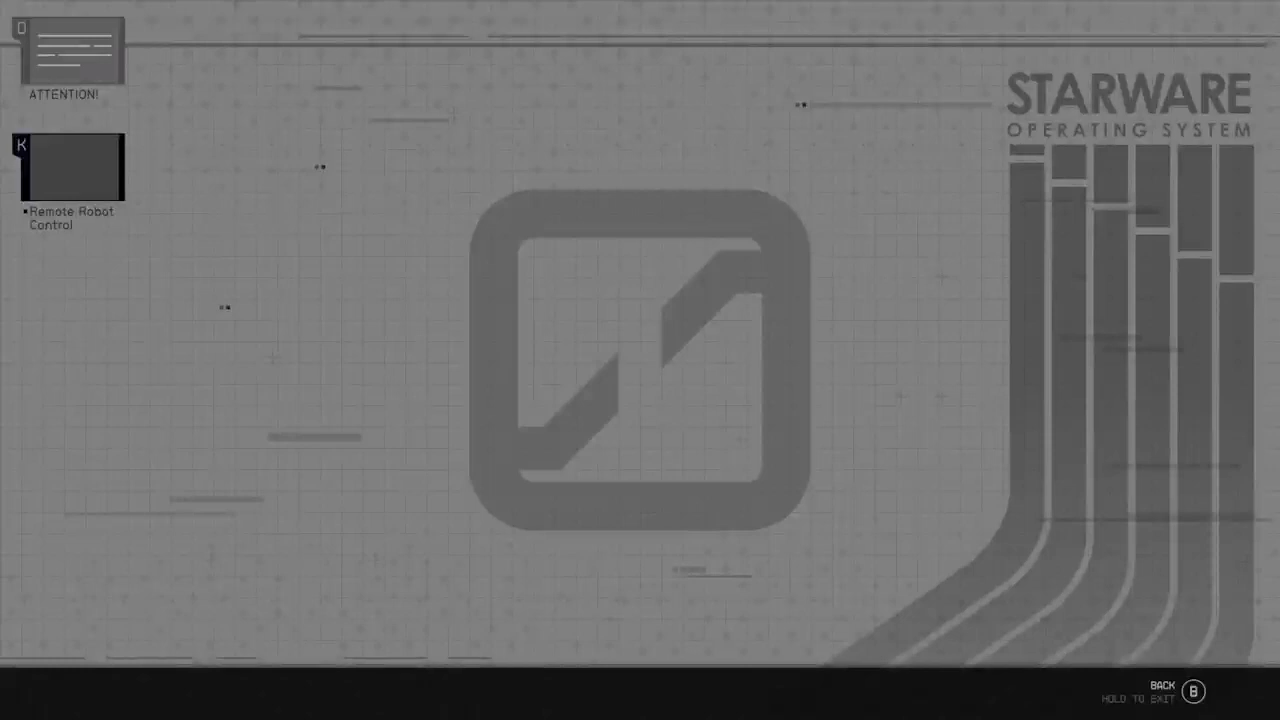 D
ATTENTION!
K
Remote Robot
Control
STARWARE
OPERATING SYSTEM
BACK
HOLD TO EXIT
B